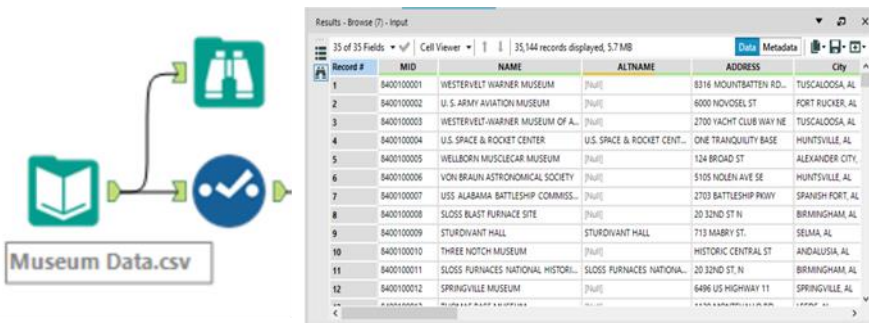 Museum Data.csv
Results - Browse (7) - Input
35 of 35 Fields Cell Viewer 35,144 records displayed, 5.7 MB Data Metadata
Record # MID NAME ALTNAME ADDRESS City
1 8400100001 WESTERVELT WARNER MUSEUM [Null] 8316 MOUNTBATTEN RD... TUSCALOOSA, AL
2 8400100002 U. S. ARMY AVIATION MUSEUM [Null] 6000 NOVOSEL ST FORT RUCKER, AL
3 8400100003 WESTERVELT-WARNER MUSEUM OF A... [Null] 2700 YACHT CLUB WAY NE TUSCALOOSA, AL
4 8400100004 U.S. SPACE & ROCKET CENTER U.S. SPACE & ROCKET CENT... ONE TRANQUILITY BASE HUNTSVILLE, AL
5 8400100005 WELLBORN MUSCLECAR MUSEUM [Null] 124 BROAD ST ALEXANDER CITY,
6 8400100006 VON BRAUN ASTRONOMICAL SOCIETY [Null] 5105 NOLEN AVE SE HUNTSVILLE, AL
7 8400100007 USS ALABAMA BATTLESHIP COMMISS... [Null] 2703 BATTLESHIP PKWY SPANISH FORT, AL
8 8400100008 SLOSS BLAST FURNACE SITE [Null] 20 32ND ST N BIRMINGHAM, AL
9 8400100009 STURDIVANT HALL STURDIVANT HALL 713 MABRY ST. SELMA, AL
10 8400100010 THREE NOTCH MUSEUM [Null] HISTORIC CENTRAL ST ANDALUSIA, AL
11 8400100011 SLOSS FURNACES NATIONAL HISTORI... SLOSS FURNACES NATIONA... 20 32ND ST, N BIRMINGHAM, AL
12 8400100012 SPRINGVILLE MUSEUM [Null] 6496 US HIGHWAY 11 SPRINGVILLE, AL